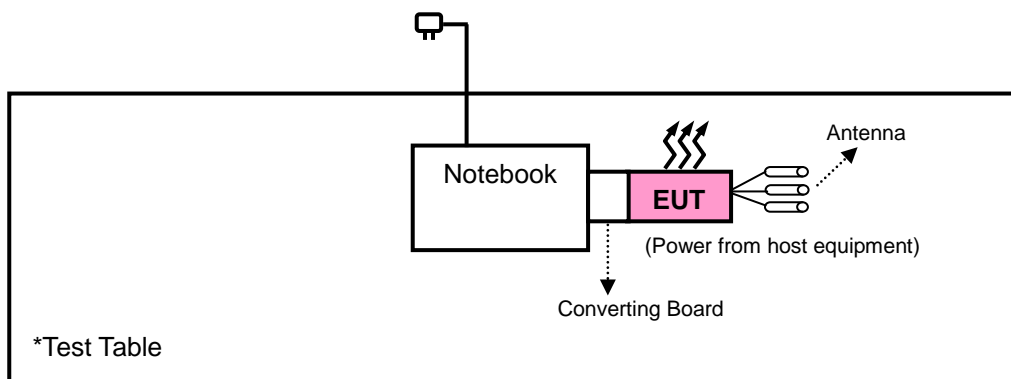 Antenna
Notebook
EUT
(Power from host equipment)
Converting Board
*Test Table